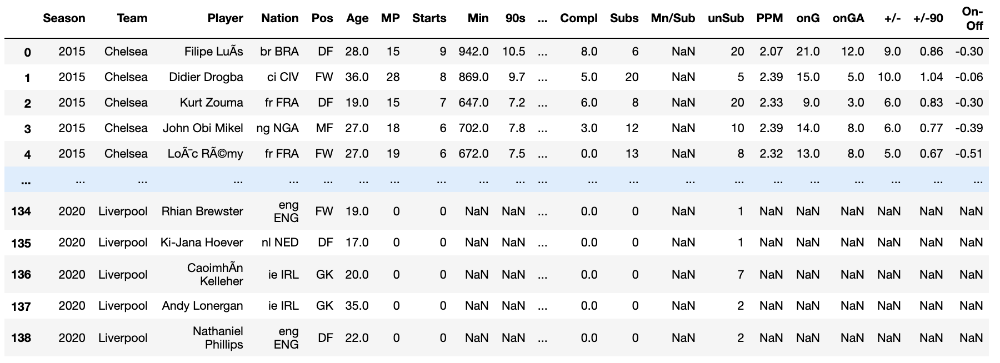 Season Team Player Nation Pos Age MP Starts Min 90s ... Compl Subs Mn/Sub unSub PPM onG onGA +/- +/-90 On-Off
0 2015 Chelsea Filipe LuÃ­s br BRA DF 28.0 15 9 942.0 10.5 ... 8.0 6 NaN 20 2.07 21.0 12.0 9.0 0.86 -0.30
1 2015 Chelsea Didier Drogba ci CIV FW 36.0 28 8 869.0 9.7 ... 5.0 20 NaN 5 2.39 15.0 5.0 10.0 1.04 -0.06
2 2015 Chelsea Kurt Zouma fr FRA DF 19.0 15 7 647.0 7.2 ... 6.0 8 NaN 20 2.33 9.0 3.0 6.0 0.83 -0.30
3 2015 Chelsea John Obi Mikel ng NGA MF 27.0 18 6 702.0 7.8 ... 3.0 12 NaN 10 2.39 14.0 8.0 6.0 0.77 -0.39
4 2015 Chelsea LoÃ¯c RÃ©my fr FRA FW 27.0 19 6 672.0 7.5 ... 0.0 13 NaN 8 2.32 13.0 8.0 5.0 0.67 -0.51
... ... ... ... ... ... ... ... ... ... ... ... ... ... ... ... ... ... ... ... ... ...
134 2020 Liverpool Rhian Brewster eng ENG FW 19.0 0 0 NaN NaN ... 0.0 0 NaN 1 NaN NaN NaN NaN NaN NaN
135 2020 Liverpool Ki-Jana Hoever nl NED DF 17.0 0 0 NaN NaN ... 0.0 0 NaN 1 NaN NaN NaN NaN NaN NaN
136 2020 Liverpool CaoimhÃ­n Kelleher ie IRL GK 20.0 0 0 NaN NaN ... 0.0 0 NaN 7 NaN NaN NaN NaN NaN NaN
137 2020 Liverpool Andy Lonergan ie IRL GK 35.0 0 0 NaN NaN ... 0.0 0 NaN 2 NaN NaN NaN NaN NaN NaN
138 2020 Liverpool Nathaniel Phillips eng ENG DF 22.0 0 0 NaN NaN ... 0.0 0 NaN 2 NaN NaN NaN NaN NaN NaN